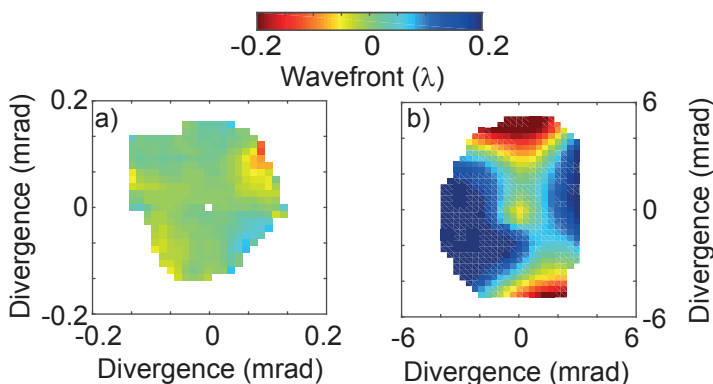 -0.2 0 0.2
Wavefront (λ)
a)
0.2
0
-0.2
Divergence (mrad)
-0.2 0 0.2
Divergence (mrad)
b)
6
0
-6
Divergence (mrad)
-6 0 6
Divergence (mrad)